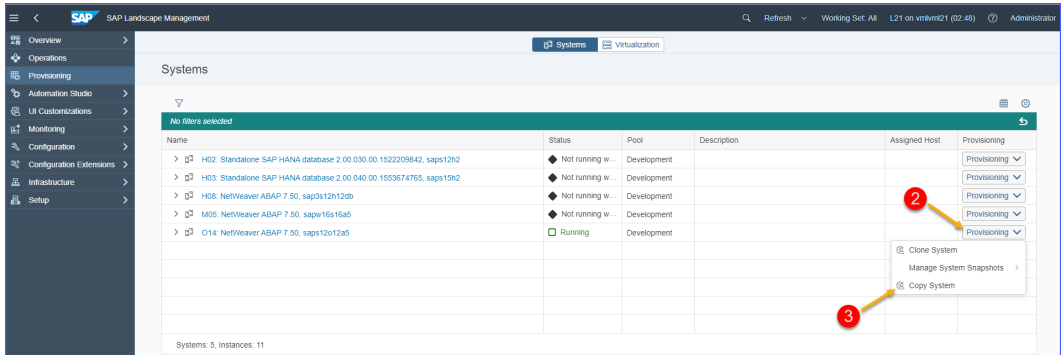 SAP SAP Landscape Management Refresh Working Set: All L21 on vmlvml21 (02:48) Administrator
Overview
Operations
Provisioning
Automation Studio
UI Customizations
Monitoring
Configuration
Configuration Extensions
Infrastructure
Setup
Systems Virtualization
Systems
No filters selected
Name Status Pool Description Assigned Host Provisioning
H02: Standalone SAP HANA database 2.00.030.00.1522209842, saps12h2 Not running w... Development Provisioning
H03: Standalone SAP HANA database 2.00.040.00.1553674765, saps15h2 Not running w... Development Provisioning
H08: NetWeaver ABAP 7.50, sap3s12h12db Not running w... Development Provisioning
M05: NetWeaver ABAP 7.50, sapw16s16a5 Not running w... Development Provisioning
O14: NetWeaver ABAP 7.50, saps12o12a5 Running Development Provisioning
2
Clone System
Manage System Snapshots
Copy System
3
Systems: 5, Instances: 11